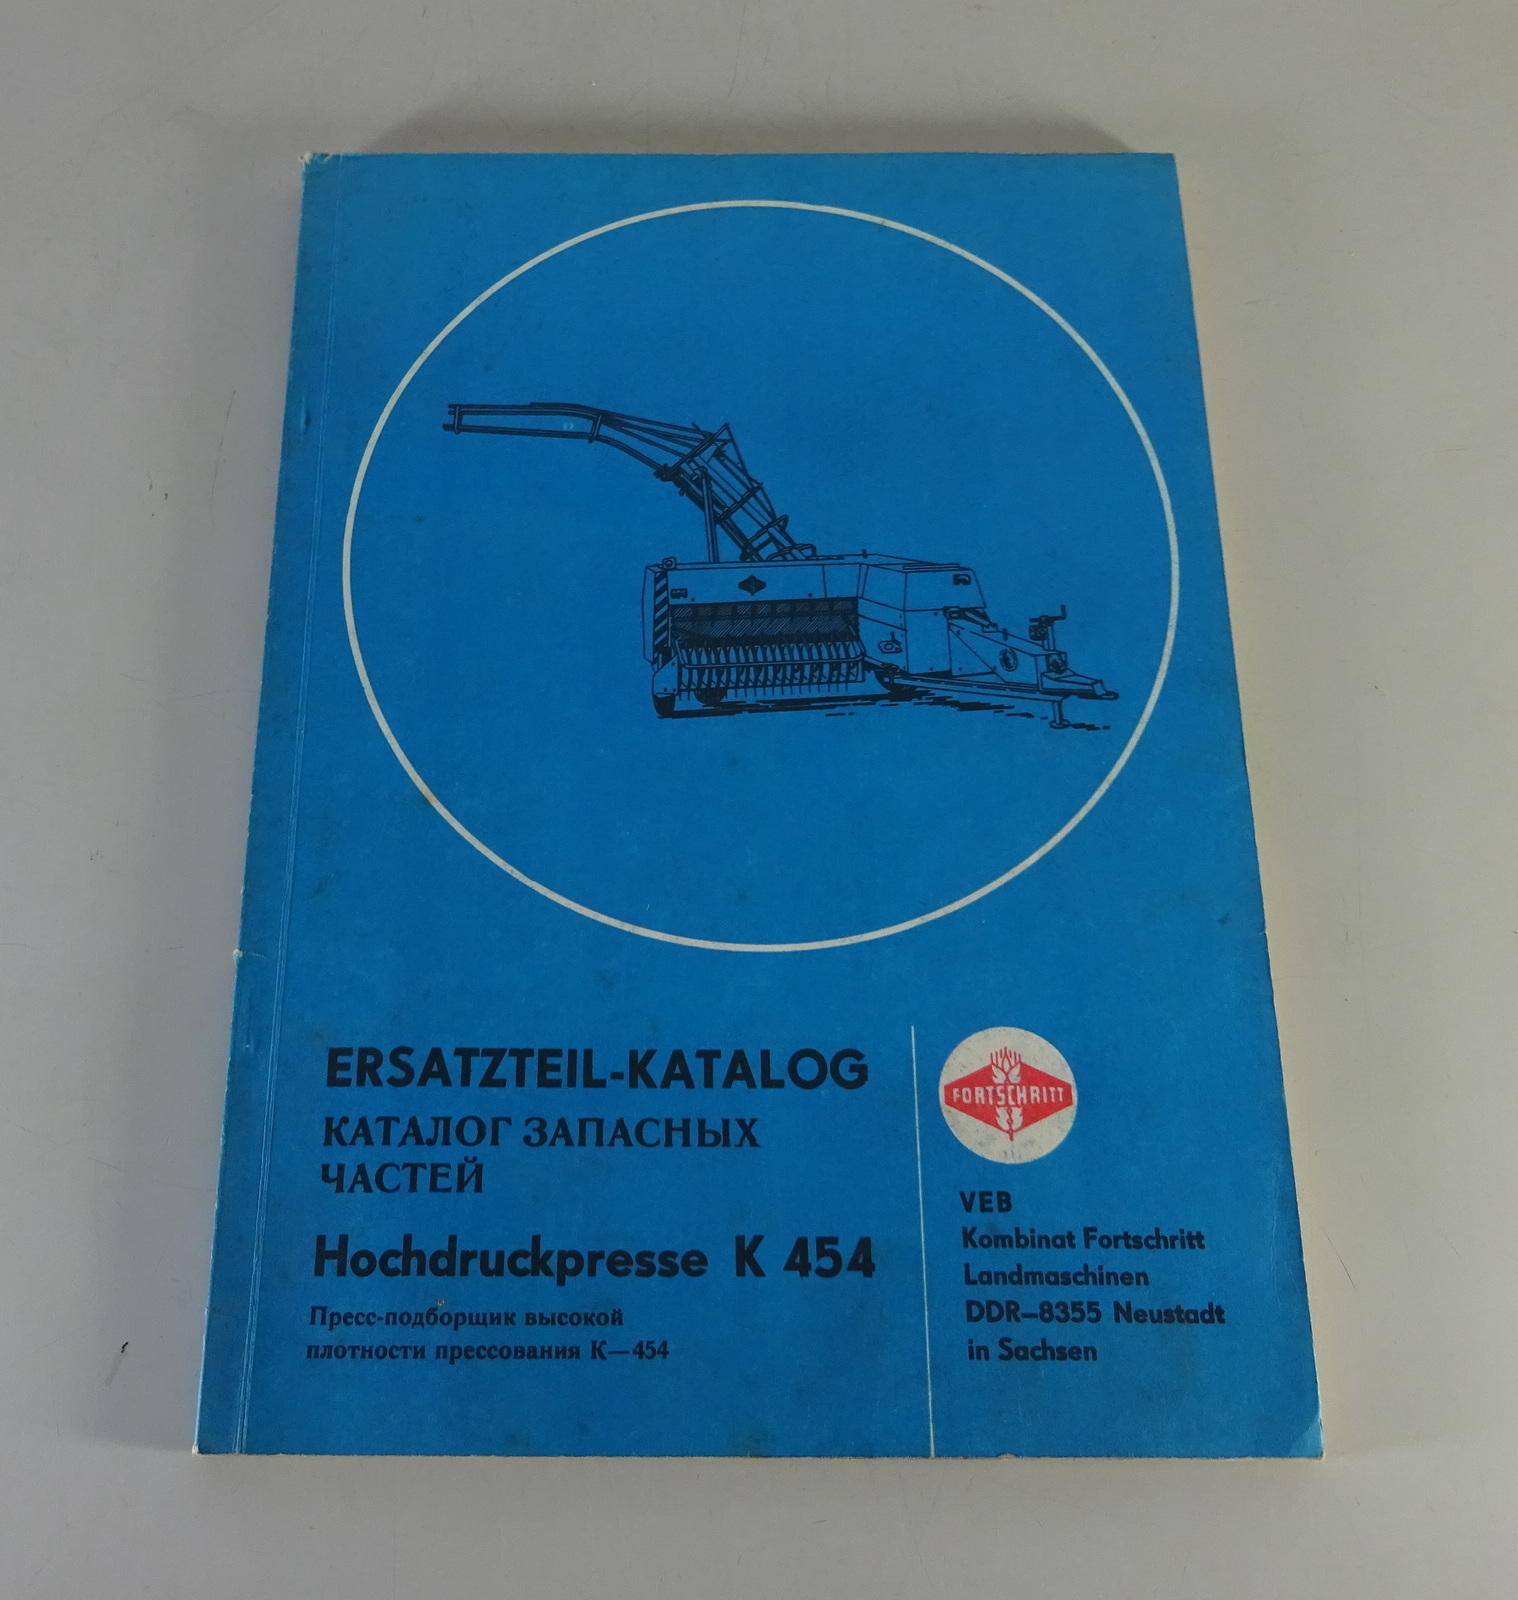 ERSATZTEIL-KATALOG
КАТАЛОГ ЗАПАСНЫХ
ЧАСТЕЙ
Hochdruckpresse K 454
Пресс-подборщик высокой
плотности прессования К—454
FORTSCHRITT
VEB
Kombinat Fortschritt
Landmaschinen
DDR–8355 Neustadt
in Sachsen